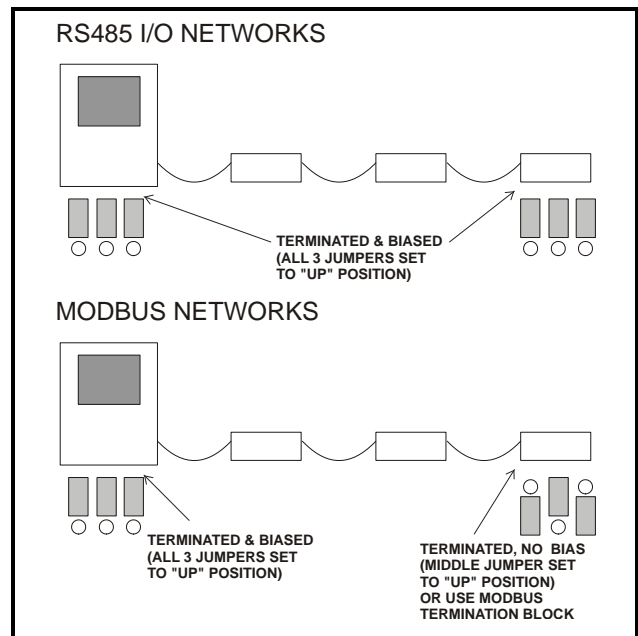 RS485 I/O NETWORKS
TERMINATED & BIASED
(ALL 3 JUMPERS SET
TO "UP" POSITION)
MODBUS NETWORKS
TERMINATED & BIASED
(ALL 3 JUMPERS SET
TO "UP" POSITION)
TERMINATED, NO BIAS
(MIDDLE JUMPER SET
TO "UP" POSITION)
OR USE MODBUS
TERMINATION BLOCK